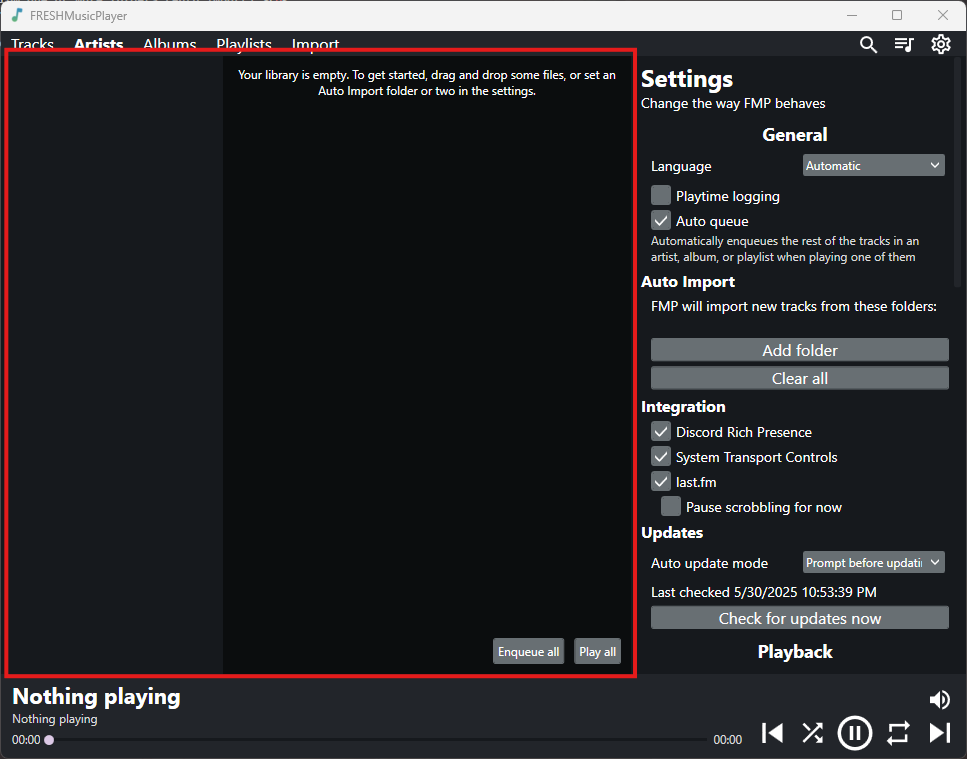 FRESHMusicPlayer
Tracks Artists Albums Playlists Import
Your library is empty. To get started, drag and drop some files, or set an
Auto Import folder or two in the settings.
Enqueue all Play all
Settings
Change the way FMP behaves
General
Language Automatic
Playtime logging
Auto queue
Automatically enqueues the rest of the tracks in an
artist, album, or playlist when playing one of them
Auto Import
FMP will import new tracks from these folders:
Add folder
Clear all
Integration
Discord Rich Presence
System Transport Controls
last.fm
Pause scrobbling for now
Updates
Auto update mode Prompt before updati
Last checked 5/30/2025 10:53:39 PM
Check for updates now
Playback
Nothing playing
Nothing playing
00:00 00:00